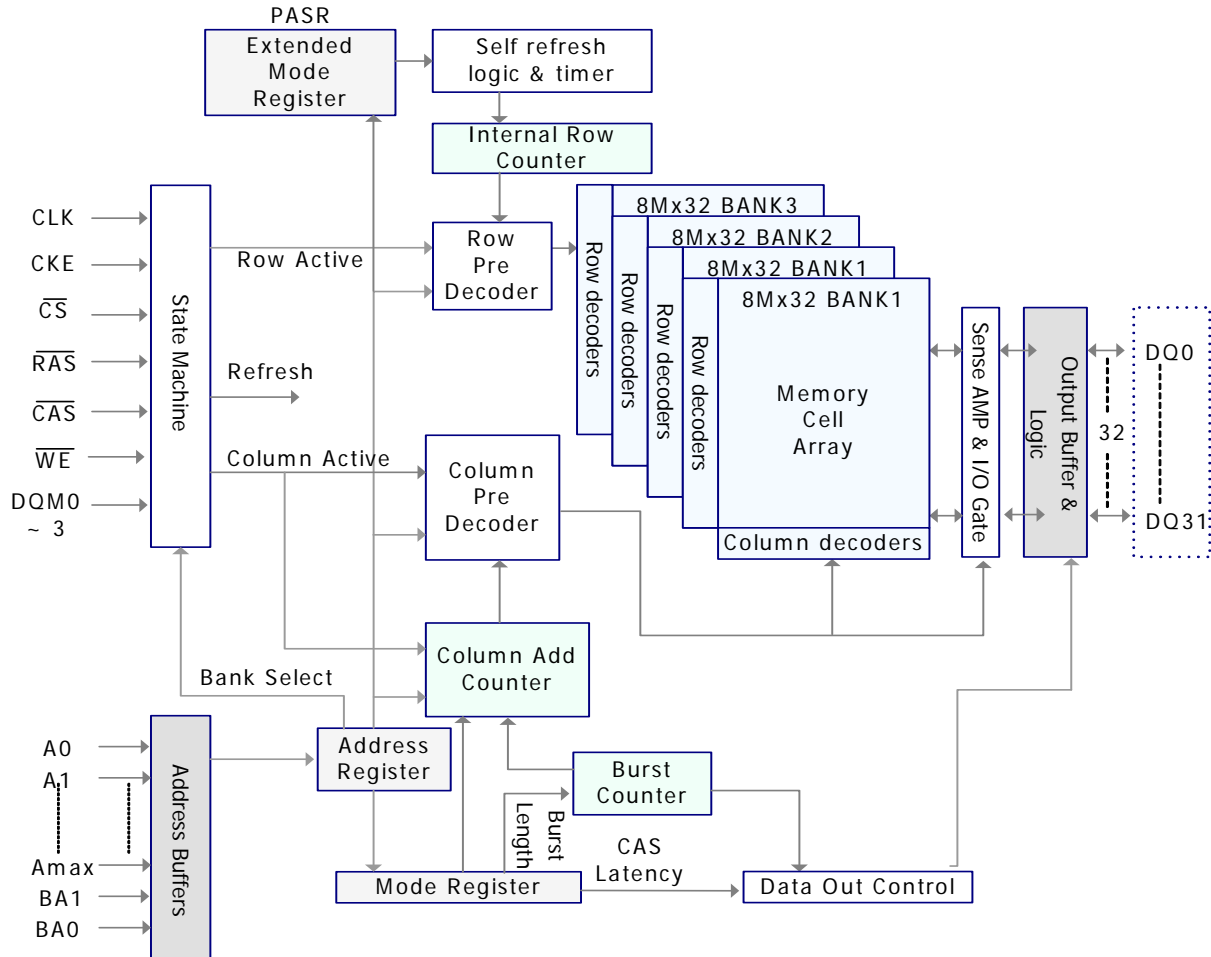 PASR
Extended
Mode
Register
Self refresh
logic & timer
Internal Row
Counter
CLK
CKE
CS
RAS
CAS
WE
DQM0
~ 3
State Machine
Row Active
Refresh
Column Active
Row
Pre
Decoder
Column
Pre
Decoder
Row decoders
Row decoders
Row decoders
Row decoders
8Mx32 BANK3
8Mx32 BANK2
8Mx32 BANK1
8Mx32 BANK1
Memory
Cell
Array
Column decoders
Sense AMP & I/O Gate
Output Buffer &
Logic
DQ0
32
DQ31
Bank Select
Column Add
Counter
A0
A1
Amax
BA1
BA0
Address Buffers
Address
Register
Burst
Counter
Burst
Length
CAS
Latency
Mode Register
Data Out Control